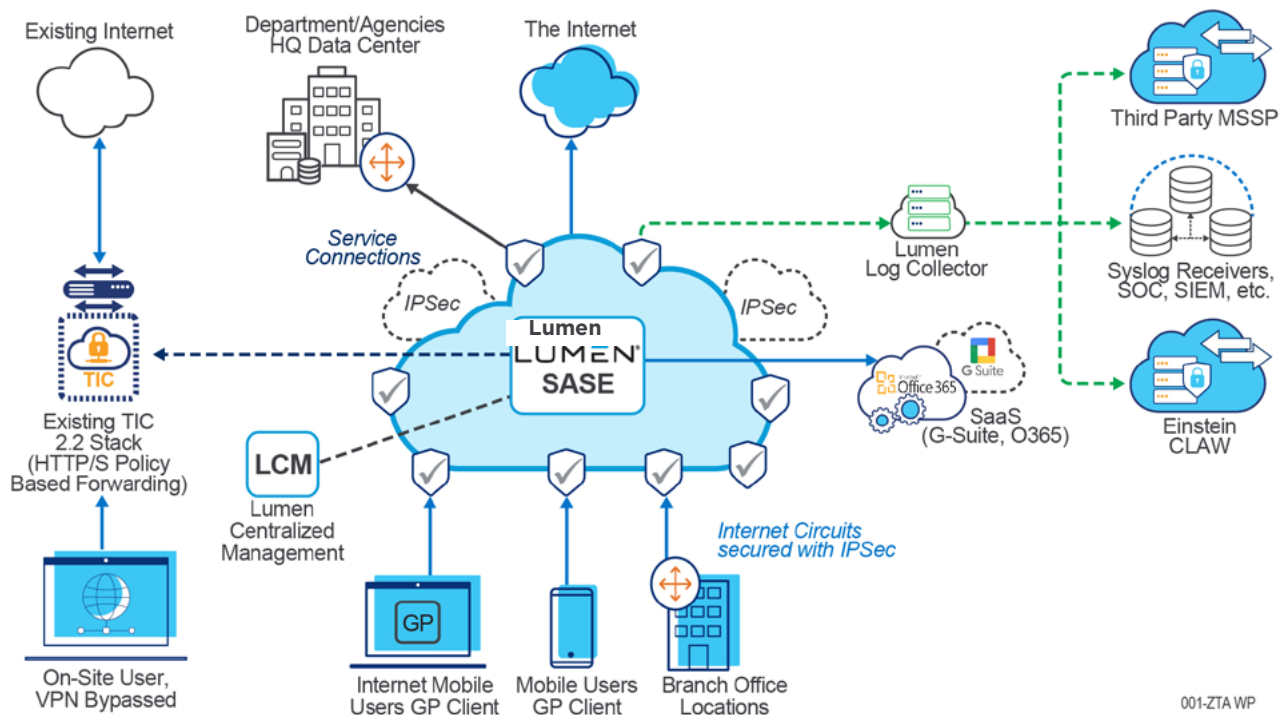 Existing Internet
Department/Agencies
HQ Data Center
The Internet
Third Party MSSP
Service
Connections
IPSec
IPSec
Lumen
Log Collector
Syslog Receivers,
SOC, SIEM, etc.
Lumen
LUMEN®
SASE
TIC
Office 365
G Suite
SaaS
(G-Suite, O365)
Einstein
CLAW
Existing TIC
2.2 Stack
(HTTP/S Policy
Based Forwarding)
LCM
Lumen
Centralized
Management
Internet Circuits
secured with IPSec
GP
On-Site User,
VPN Bypassed
Internet Mobile
Users GP Client
Mobile Users
GP Client
Branch Office
Locations
001-ZTA WP